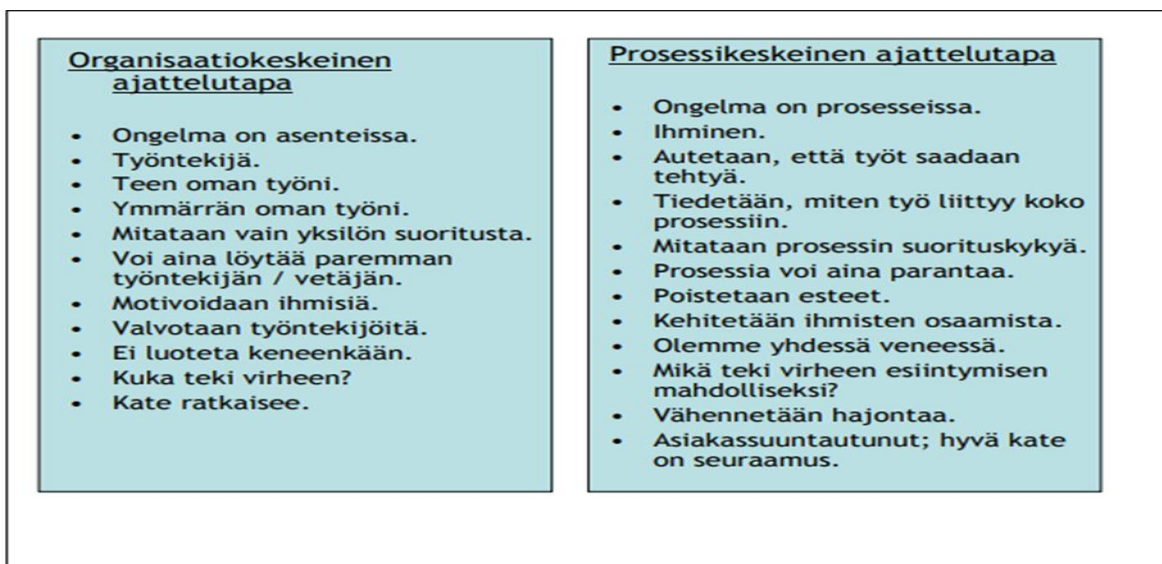 Organisaatiokeskeinen
ajattelutapa
• Ongelma on asenteissa.
• Työntekijä.
• Teen oman työni.
• Ymmärrän oman työni.
• Mitataan vain yksilön suoritusta.
• Voi aina löytää paremman
työntekijän / vetäjän.
• Motivoidaan ihmisiä.
• Valvotaan työntekijöitä.
• Ei luoteta keneenkään.
• Kuka teki virheen?
• Kate ratkaisee.
Prosessikeskeinen ajattelutapa
• Ongelma on prosesseissa.
• Ihminen.
• Autetaan, että työt saadaan
tehtyä.
• Tiedetään, miten työ liittyy koko
prosessiin.
• Mitataan prosessin suorituskykyä.
• Prosessia voi aina parantaa.
• Poistetaan esteet.
• Kehitetään ihmisten osaamista.
• Olemme yhdessä veneessä.
• Mikä teki virheen esiintymisen
mahdolliseksi?
• Vähennetään hajontaa.
• Asiakassuuntautunut; hyvä kate
on seuraamus.